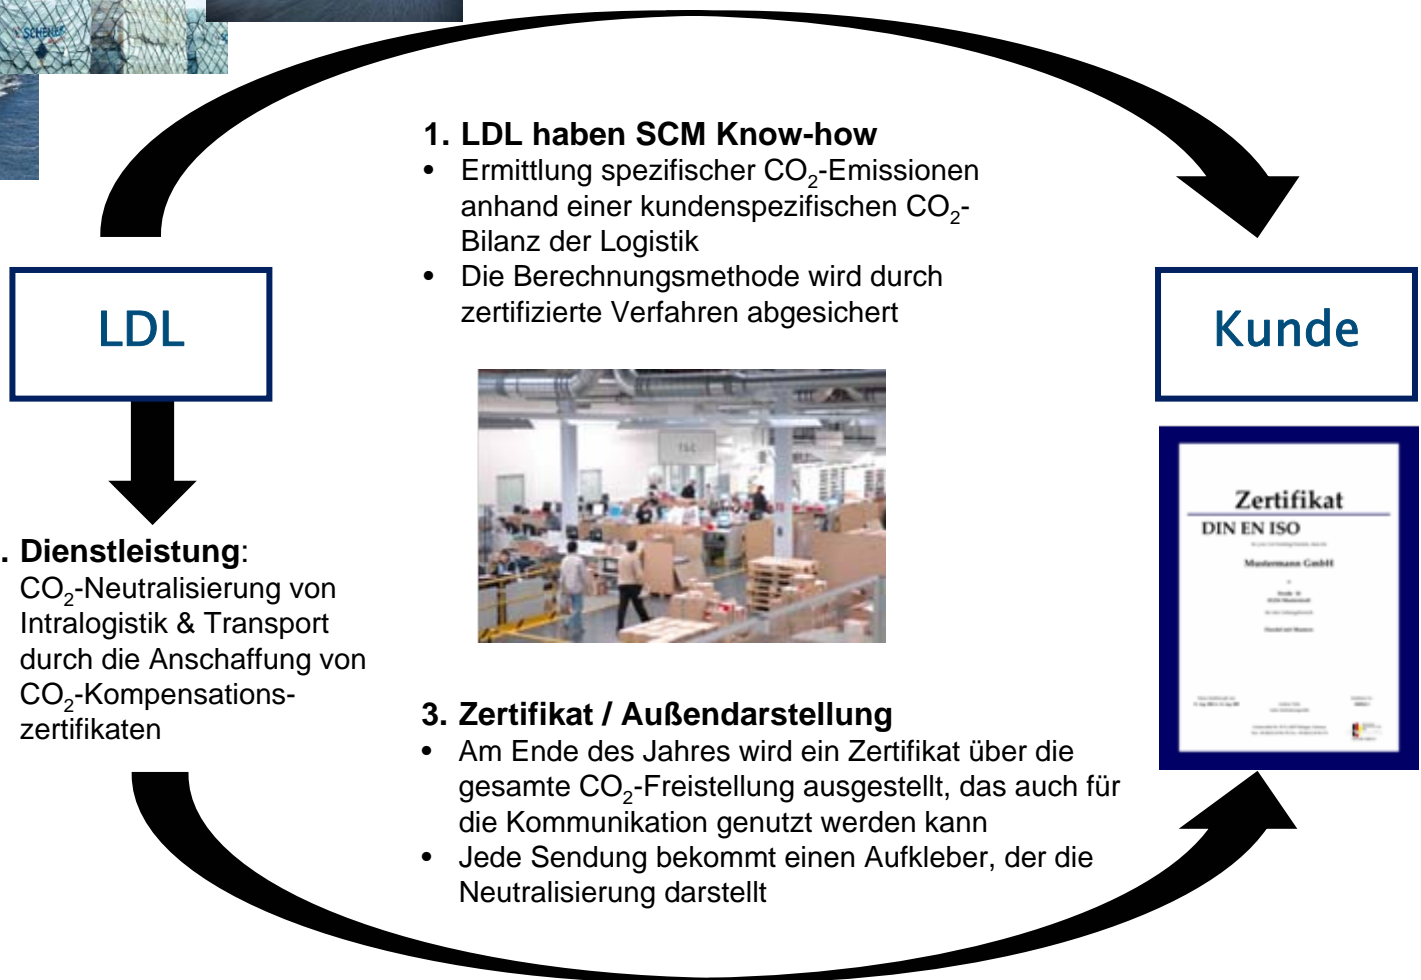 SCHENKER
1. LDL haben SCM Know-how
• Ermittlung spezifischer CO₂-Emissionen
anhand einer kundenspezifischen CO₂-
Bilanz der Logistik
• Die Berechnungsmethode wird durch
zertifizierte Verfahren abgesichert
LDL
Kunde
. Dienstleistung:
CO₂-Neutralisierung von
Intralogistik & Transport
durch die Anschaffung von
CO₂-Kompensations-
zertifikaten
Zertifikat
DIN EN ISO
Mustermann GmbH
3. Zertifikat / Außendarstellung
• Am Ende des Jahres wird ein Zertifikat über die
gesamte CO₂-Freistellung ausgestellt, das auch für
die Kommunikation genutzt werden kann
• Jede Sendung bekommt einen Aufkleber, der die
Neutralisierung darstellt